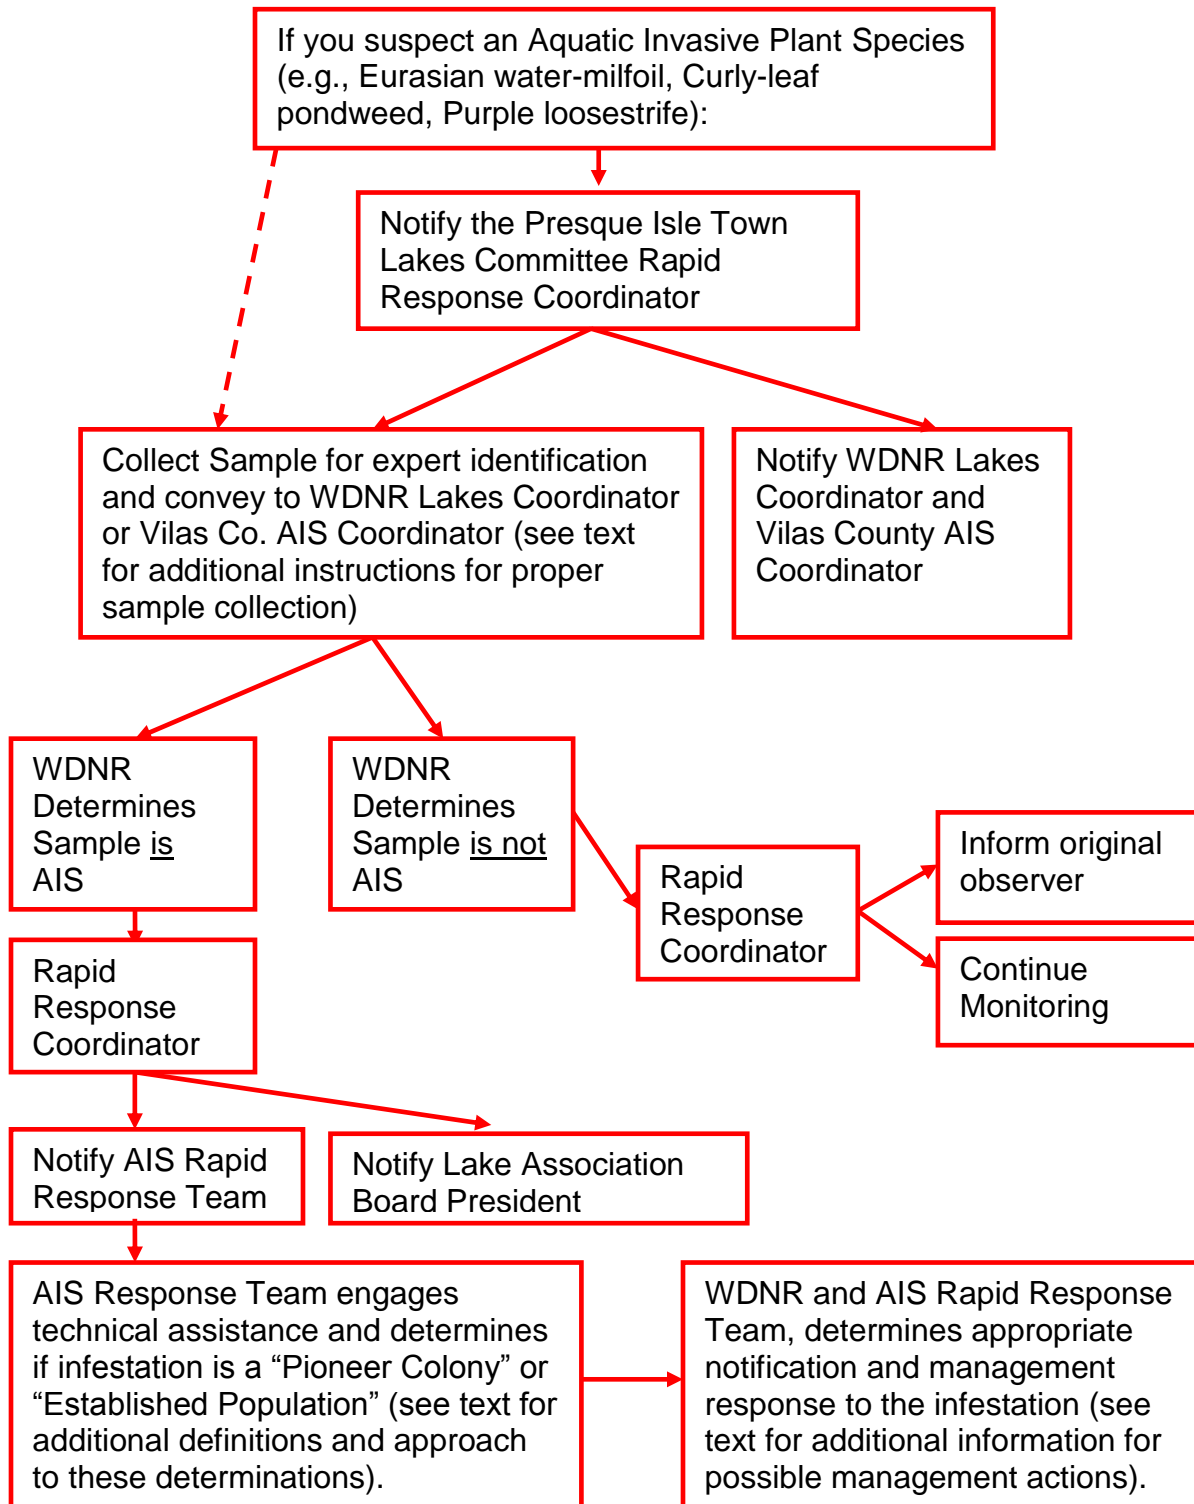 If you suspect an Aquatic Invasive Plant Species
(e.g., Eurasian water-milfoil, Curly-leaf
pondweed, Purple loosestrife):
Notify the Presque Isle Town
Lakes Committee Rapid
Response Coordinator
Collect Sample for expert identification
and convey to WDNR Lakes Coordinator
or Vilas Co. AIS Coordinator (see text
for additional instructions for proper
sample collection)
Notify WDNR Lakes
Coordinator and
Vilas County AIS
Coordinator
WDNR
Determines
Sample is
AIS
WDNR
Determines
Sample is not
AIS
Rapid
Response
Coordinator
Inform original
observer
Continue
Monitoring
Rapid
Response
Coordinator
Notify AIS Rapid
Response Team
Notify Lake Association
Board President
AIS Response Team engages
technical assistance and determines
if infestation is a “Pioneer Colony” or
“Established Population” (see text for
additional definitions and approach
to these determinations).
WDNR and AIS Rapid Response
Team, determines appropriate
notification and management
response to the infestation (see
text for additional information for
possible management actions).